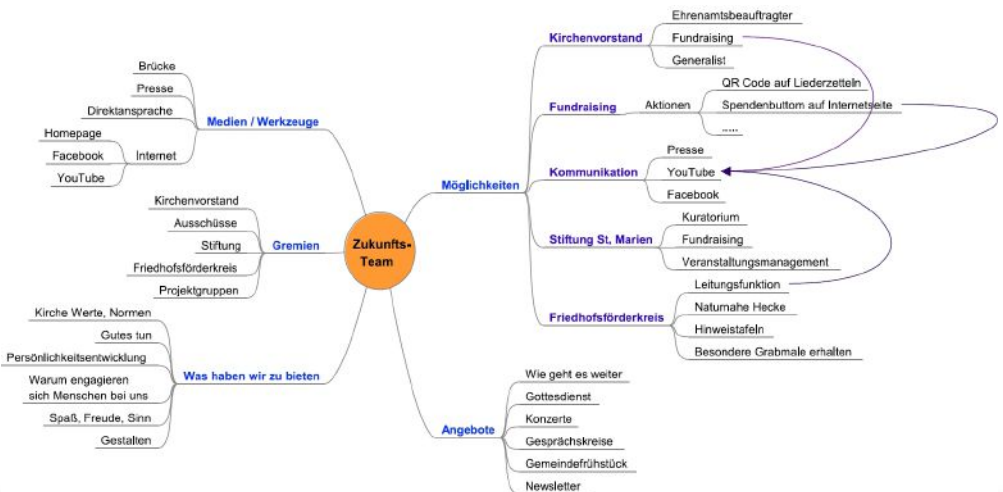 Zukunfts-
Team
Medien / Werkzeuge
Brücke
Presse
Direktansprache
Internet
Homepage
Facebook
YouTube
Gremien
Kirchenvorstand
Ausschüsse
Stiftung
Friedhofsförderkreis
Projektgruppen
Was haben wir zu bieten
Kirche Werte, Normen
Gutes tun
Persönlichkeitsentwicklung
Warum engagieren
sich Menschen bei uns
Spaß, Freude, Sinn
Gestalten
Möglichkeiten
Kirchenvorstand
Ehrenamtsbeauftragter
Fundraising
Generalist
Fundraising
Aktionen
QR Code auf Liederzetteln
Spendenbuttom auf Internetseite
.....
Kommunikation
Presse
YouTube
Facebook
Stiftung St. Marien
Kuratorium
Fundraising
Veranstaltungsmanagement
Friedhofsförderkreis
Leitungsfunktion
Naturnahe Hecke
Hinweistafeln
Besondere Grabmale erhalten
Angebote
Wie geht es weiter
Gottesdienst
Konzerte
Gesprächskreise
Gemeindefrühstück
Newsletter